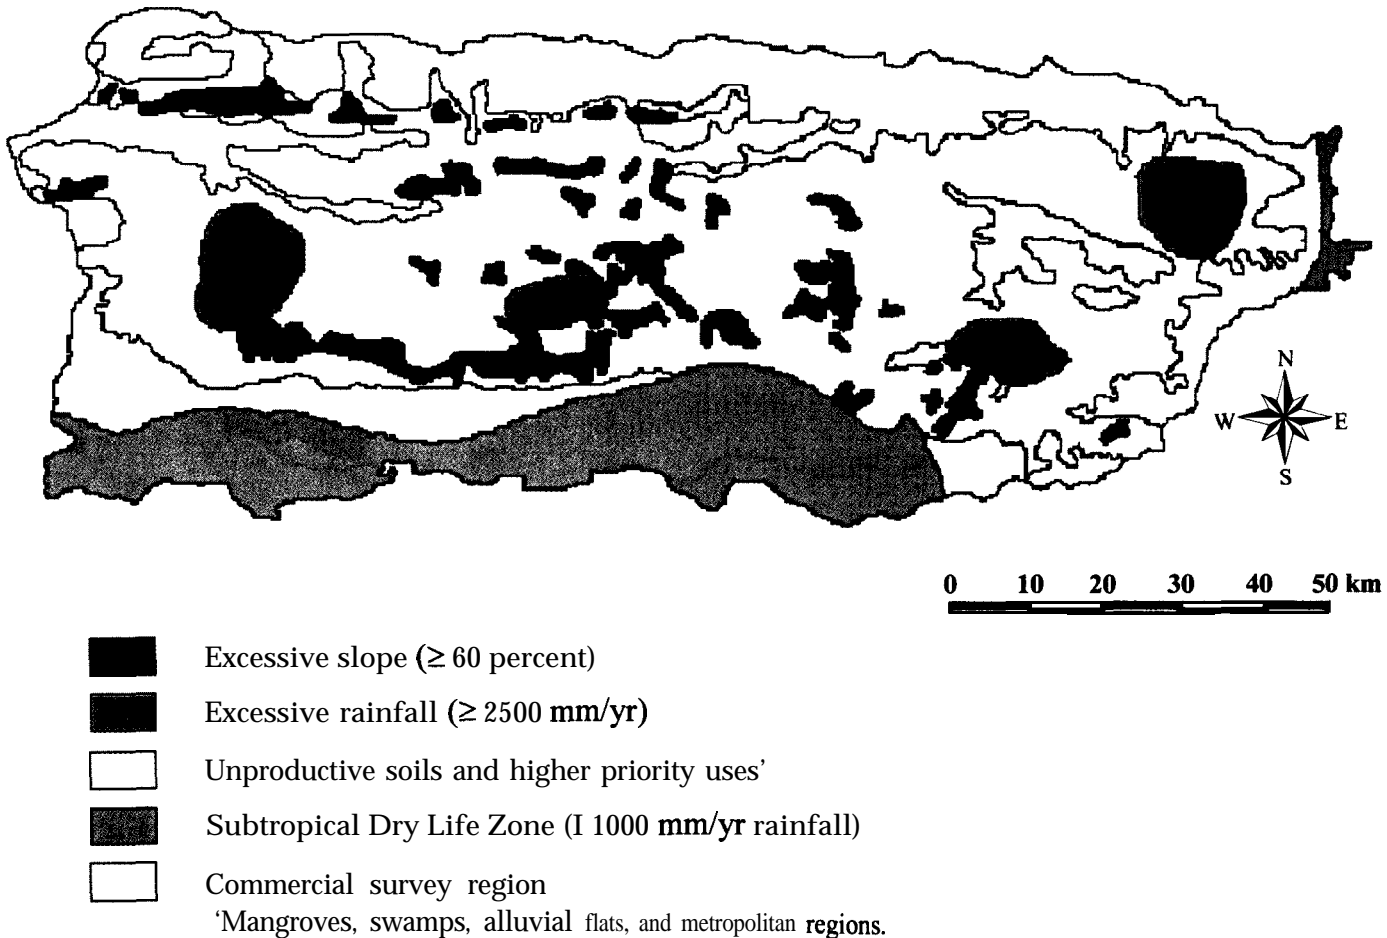 N
W E
S
0 10 20 30 40 50 km
Excessive slope (≥ 60 percent)
Excessive rainfall (≥ 2500 mm/yr)
Unproductive soils and higher priority uses'
Subtropical Dry Life Zone (I 1000 mm/yr rainfall)
Commercial survey region
'Mangroves, swamps, alluvial flats, and metropolitan regions.